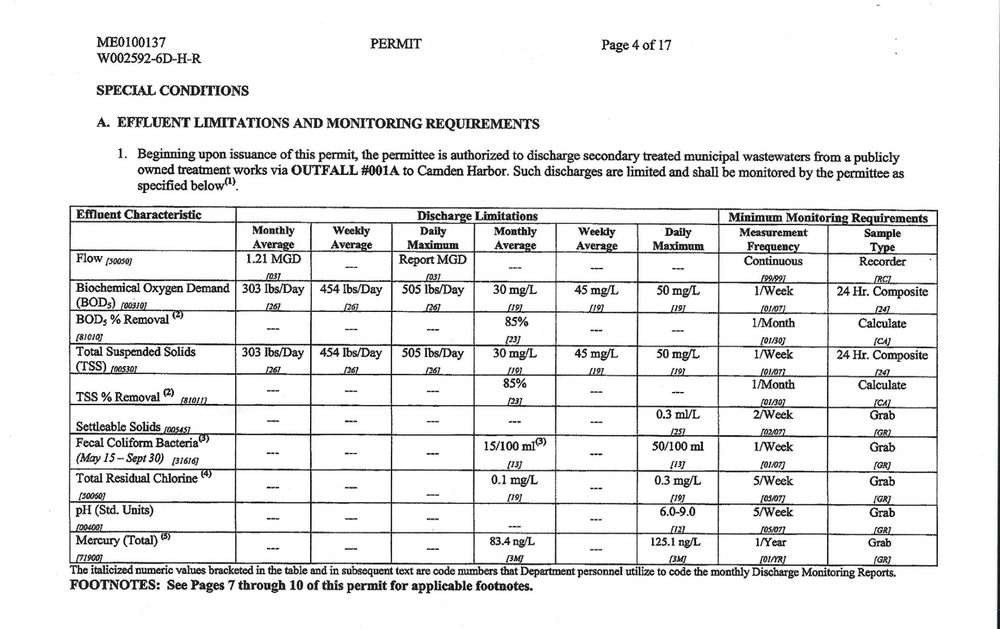 ME0100137 PERMIT Page 4 of 17
W002592-6D-H-R
SPECIAL CONDITIONS
A. EFFLUENT LIMITATIONS AND MONITORING REQUIREMENTS
1. Beginning upon issuance of this permit, the permittee is authorized to discharge secondary treated municipal wastewaters from a publicly
owned treatment works via OUTFALL #001A to Camden Harbor. Such discharges are limited and shall be monitored by the permittee as
specified below(1).
Effluent Characteristic Discharge Limitations Minimum Monitoring Requirements
Monthly Weekly Daily Monthly Weekly Daily Measurement Sample
Average Average Maximum Average Average Maximum Frequency Type
Flow [50050] 1.21 MGD --- Report MGD --- --- --- Continuous Recorder
[03] [03] [99/99] [RC]
Biochemical Oxygen Demand 303 lbs/Day 454 lbs/Day 505 lbs/Day 30 mg/L 45 mg/L 50 mg/L 1/Week 24 Hr. Composite
(BOD5) [00310] [26] [26] [26] [19] [19] [19] [01/07] [24]
BOD5 % Removal (2) --- --- --- 85% --- --- 1/Month Calculate
[81010] [23] [01/30] [CA]
Total Suspended Solids 303 lbs/Day 454 lbs/Day 505 lbs/Day 30 mg/L 45 mg/L 50 mg/L 1/Week 24 Hr. Composite
(TSS) [00530] [26] [26] [26] [19] [19] [19] [01/07] [24]
--- --- --- 85% --- --- 1/Month Calculate
TSS % Removal (2) [81011] [23] [01/30] [CA]
--- --- --- --- --- 0.3 ml/L 2/Week Grab
Settleable Solids [00545] [25] [02/07] [GR]
Fecal Coliform Bacteria(3) --- --- --- 15/100 ml(3) --- 50/100 ml 1/Week Grab
(May 15 – Sept 30) [31616] [13] [13] [01/07] [GR]
Total Residual Chlorine (4) --- --- --- 0.1 mg/L --- 0.3 mg/L 5/Week Grab
[50060] [19] [19] [05/07] [GR]
pH (Std. Units) --- --- --- --- --- 6.0-9.0 5/Week Grab
[00400] [12] [05/07] [GR]
Mercury (Total) (5) --- --- --- 83.4 ng/L --- 125.1 ng/L 1/Year Grab
[71900] [3M] [3M] [01/YR] [GR]
The italicized numeric values bracketed in the table and in subsequent text are code numbers that Department personnel utilize to code the monthly Discharge Monitoring Reports.
FOOTNOTES: See Pages 7 through 10 of this permit for applicable footnotes.